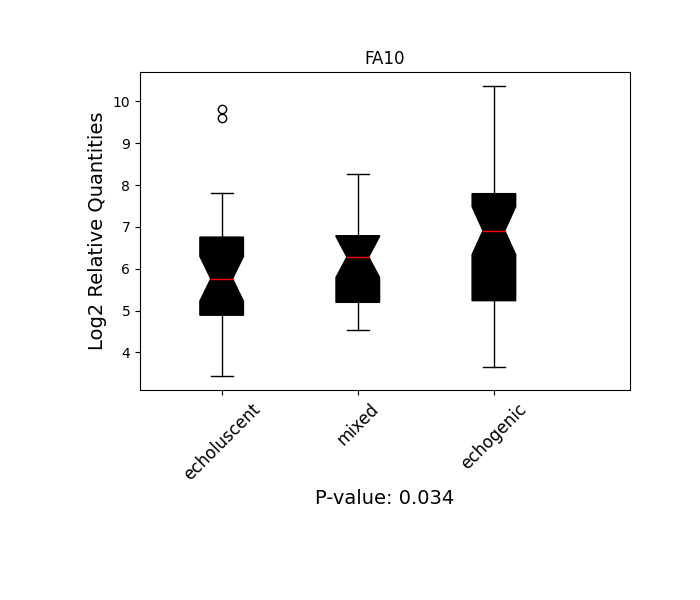 FA10
Log2 Relative Quantities
10
9
8
7
6
5
4
echoluscent
mixed
echogenic
P-value: 0.034